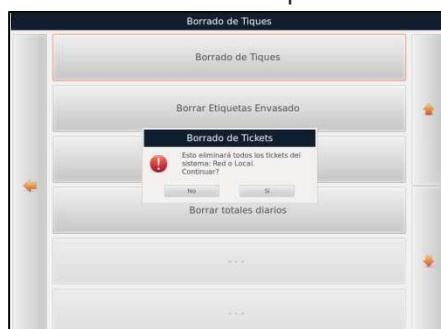 Borrado de Tiques
Borrado de Tiques
Borrar Etiquetas Envasado
Borrado de Tickets
Esto eliminará todos los tickets del
sistema: Red o Local.
Continuar?
No
Sí
Borrar totales diarios
- - -
- - -